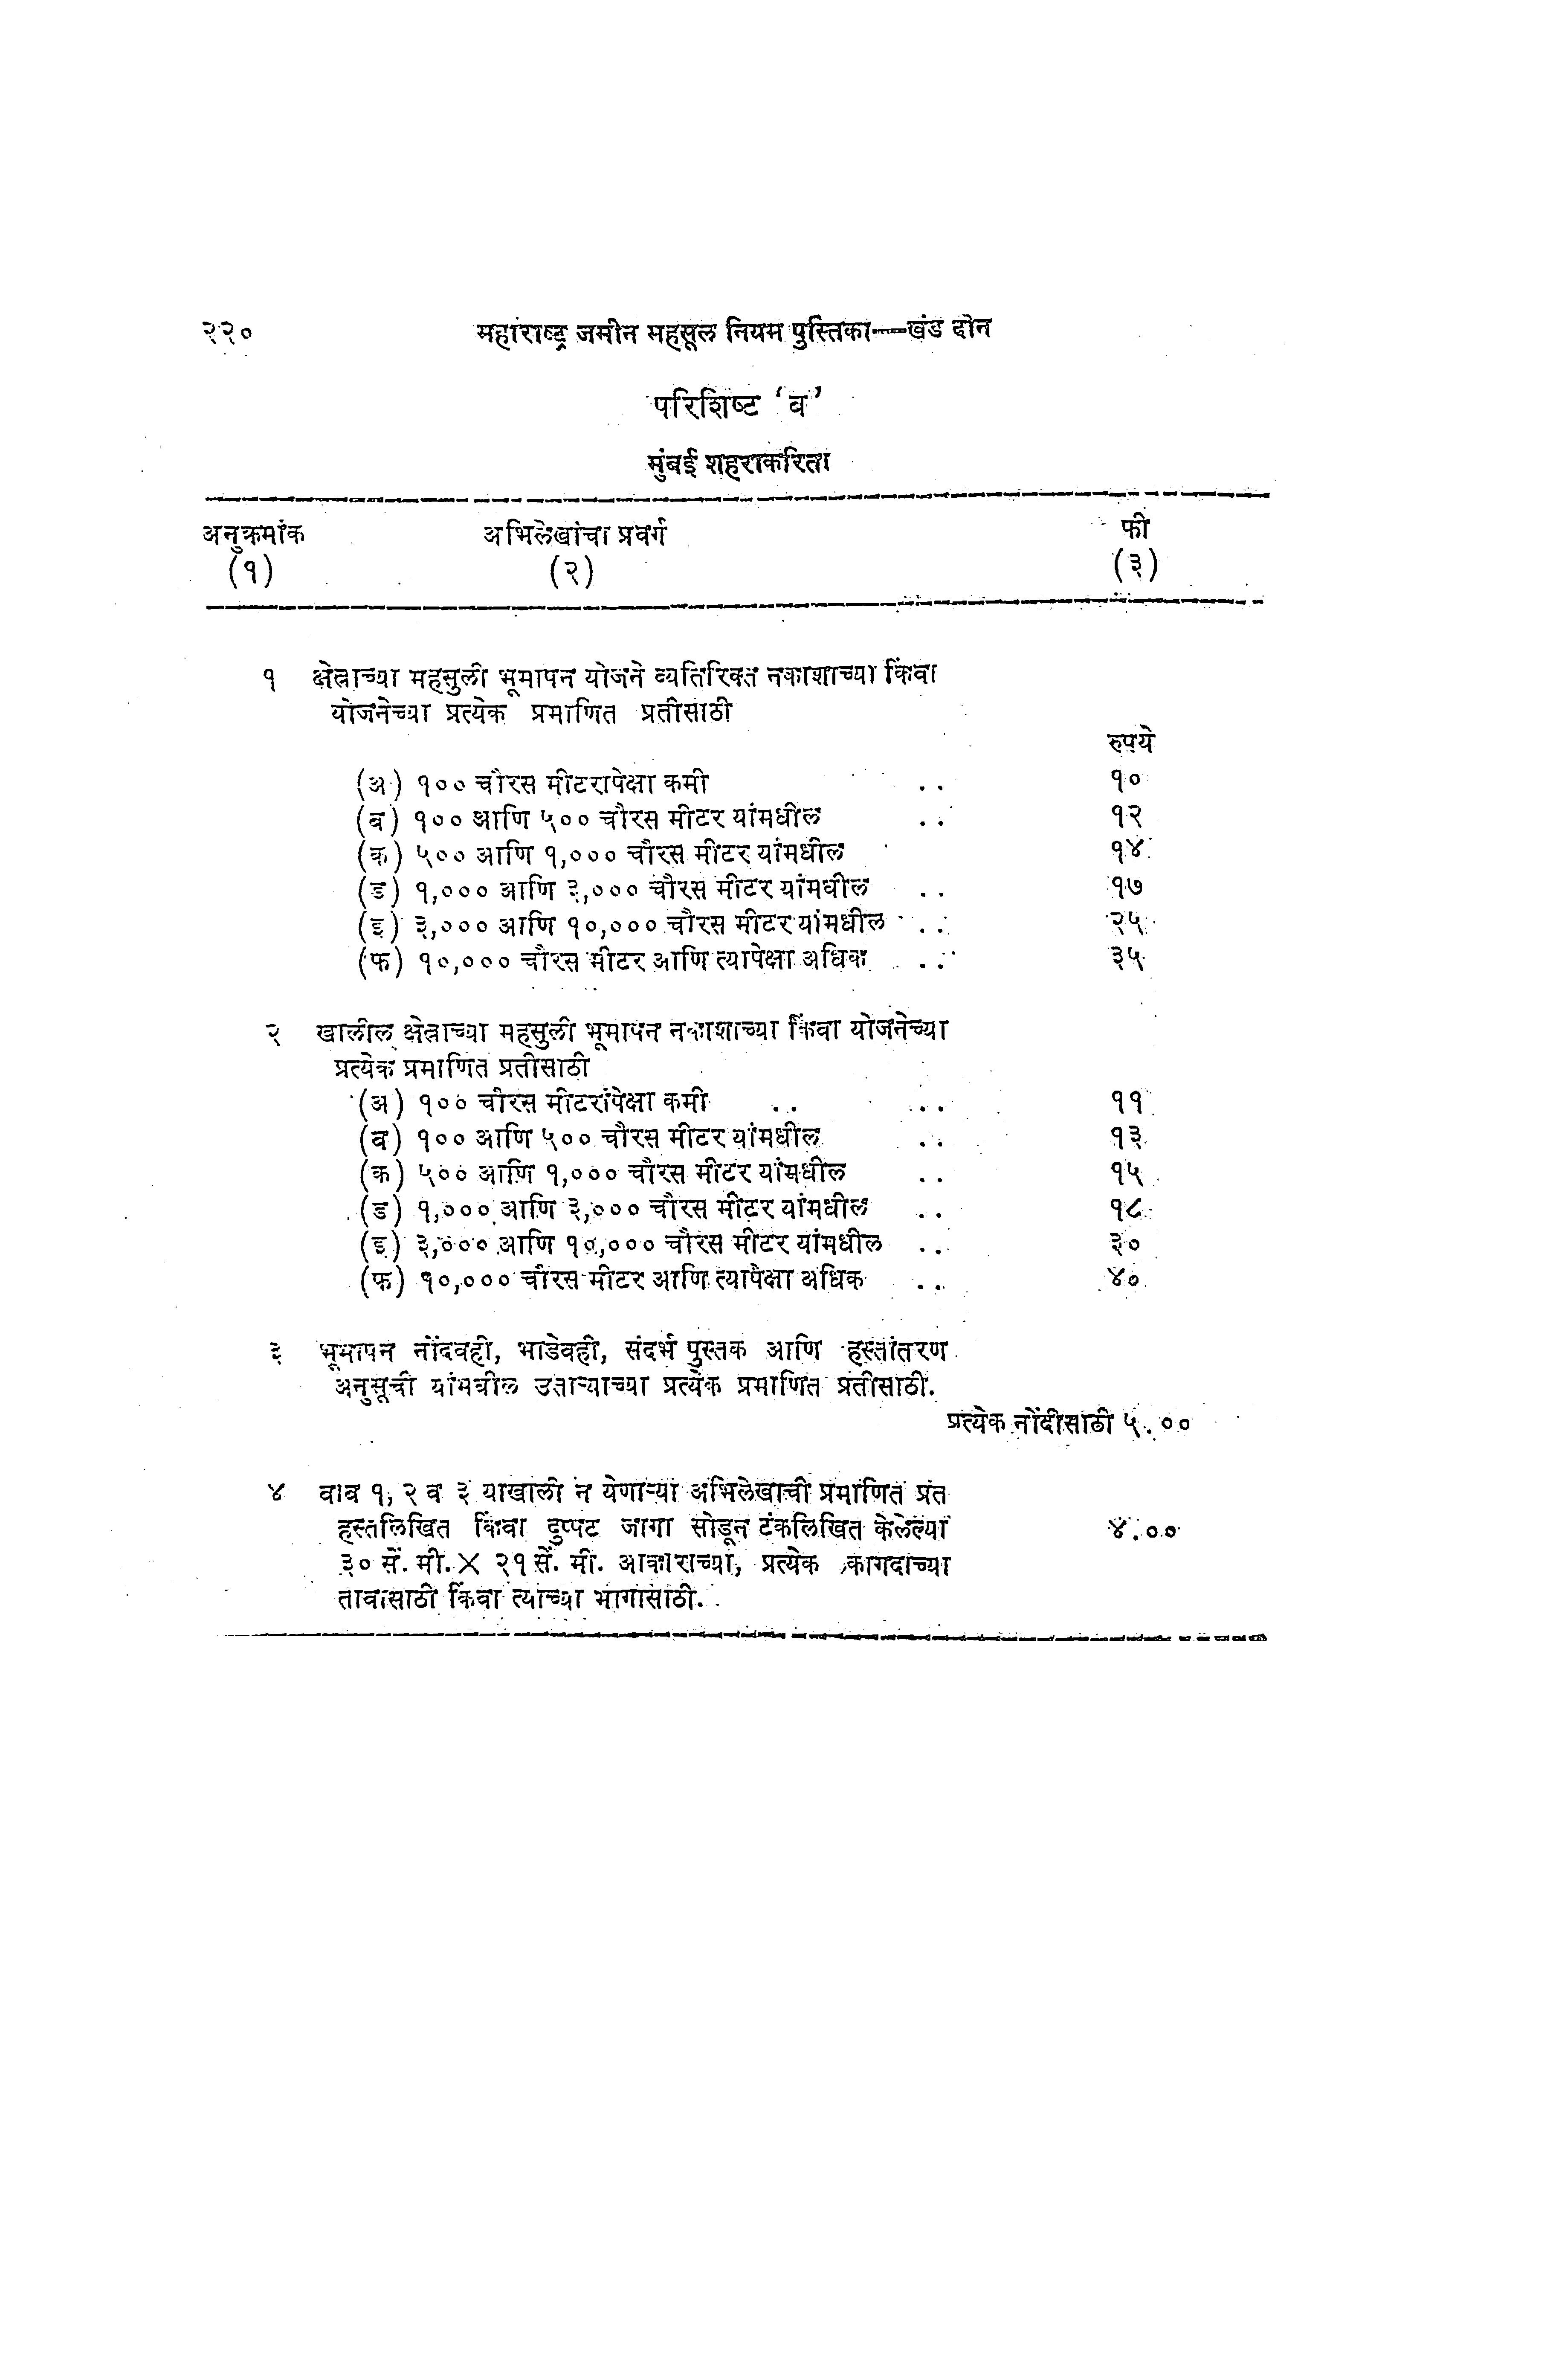 २२० महाराष्ट्र जमीन महसूल नियम पुस्तिका—खंड दोन
परिशिष्ट ‘ब’
मुंबई शहराकरिता
अनुक्रमांक अभिलेखांचा प्रवर्ग फी
(१) (२) (३)
१ क्षेत्राच्या महसुली भूमापन योजने व्यतिरिक्त नकाशाच्या किंवा
योजनेच्या प्रत्येक प्रमाणित प्रतीसाठी
रुपये
(अ) १०० चौरस मीटरापेक्षा कमी .. १०
(ब) १०० आणि ५०० चौरस मीटर यांमधील .. १२
(क) ५०० आणि १,००० चौरस मीटर यांमधील १४
(ड) १,००० आणि ३,००० चौरस मीटर यांमधील .. १७
(इ) ३,००० आणि १०,००० चौरस मीटर यांमधील .. २५
(फ) १०,००० चौरस मीटर आणि त्यापेक्षा अधिक .. ३५
२ खालील क्षेत्राच्या महसुली भूमापन नकाशाच्या किंवा योजनेच्या
प्रत्येक प्रमाणित प्रतीसाठी
(अ) १०० चौरस मीटरांपेक्षा कमी .. .. ११
(ब) १०० आणि ५०० चौरस मीटर यांमधील .. १३
(क) ५०० आणि १,००० चौरस मीटर यांमधील .. १५
(ड) १,००० आणि ३,००० चौरस मीटर यांमधील .. १८
(इ) ३,००० आणि १०,००० चौरस मीटर यांमधील .. ३०
(फ) १०,००० चौरस मीटर आणि त्यापेक्षा अधिक .. ४०
३ भूमापन नोंदवही, भाडेवही, संदर्भ पुस्तक आणि हस्तांतरण
अनुसूची यांमधील उताऱ्याच्या प्रत्येक प्रमाणित प्रतीसाठी.
प्रत्येक नोंदीसाठी ५.००
४ बाब १, २ व ३ याखाली न येणाऱ्या अभिलेखाची प्रमाणित प्रत
हस्तलिखित किंवा दुप्पट जागा सोडून टंकलिखित केलेल्या ४.००
३० सें. मी. X २१ सें. मी. आकाराच्या, प्रत्येक कागदाच्या
तावासाठी किंवा त्याच्या भागासाठी.